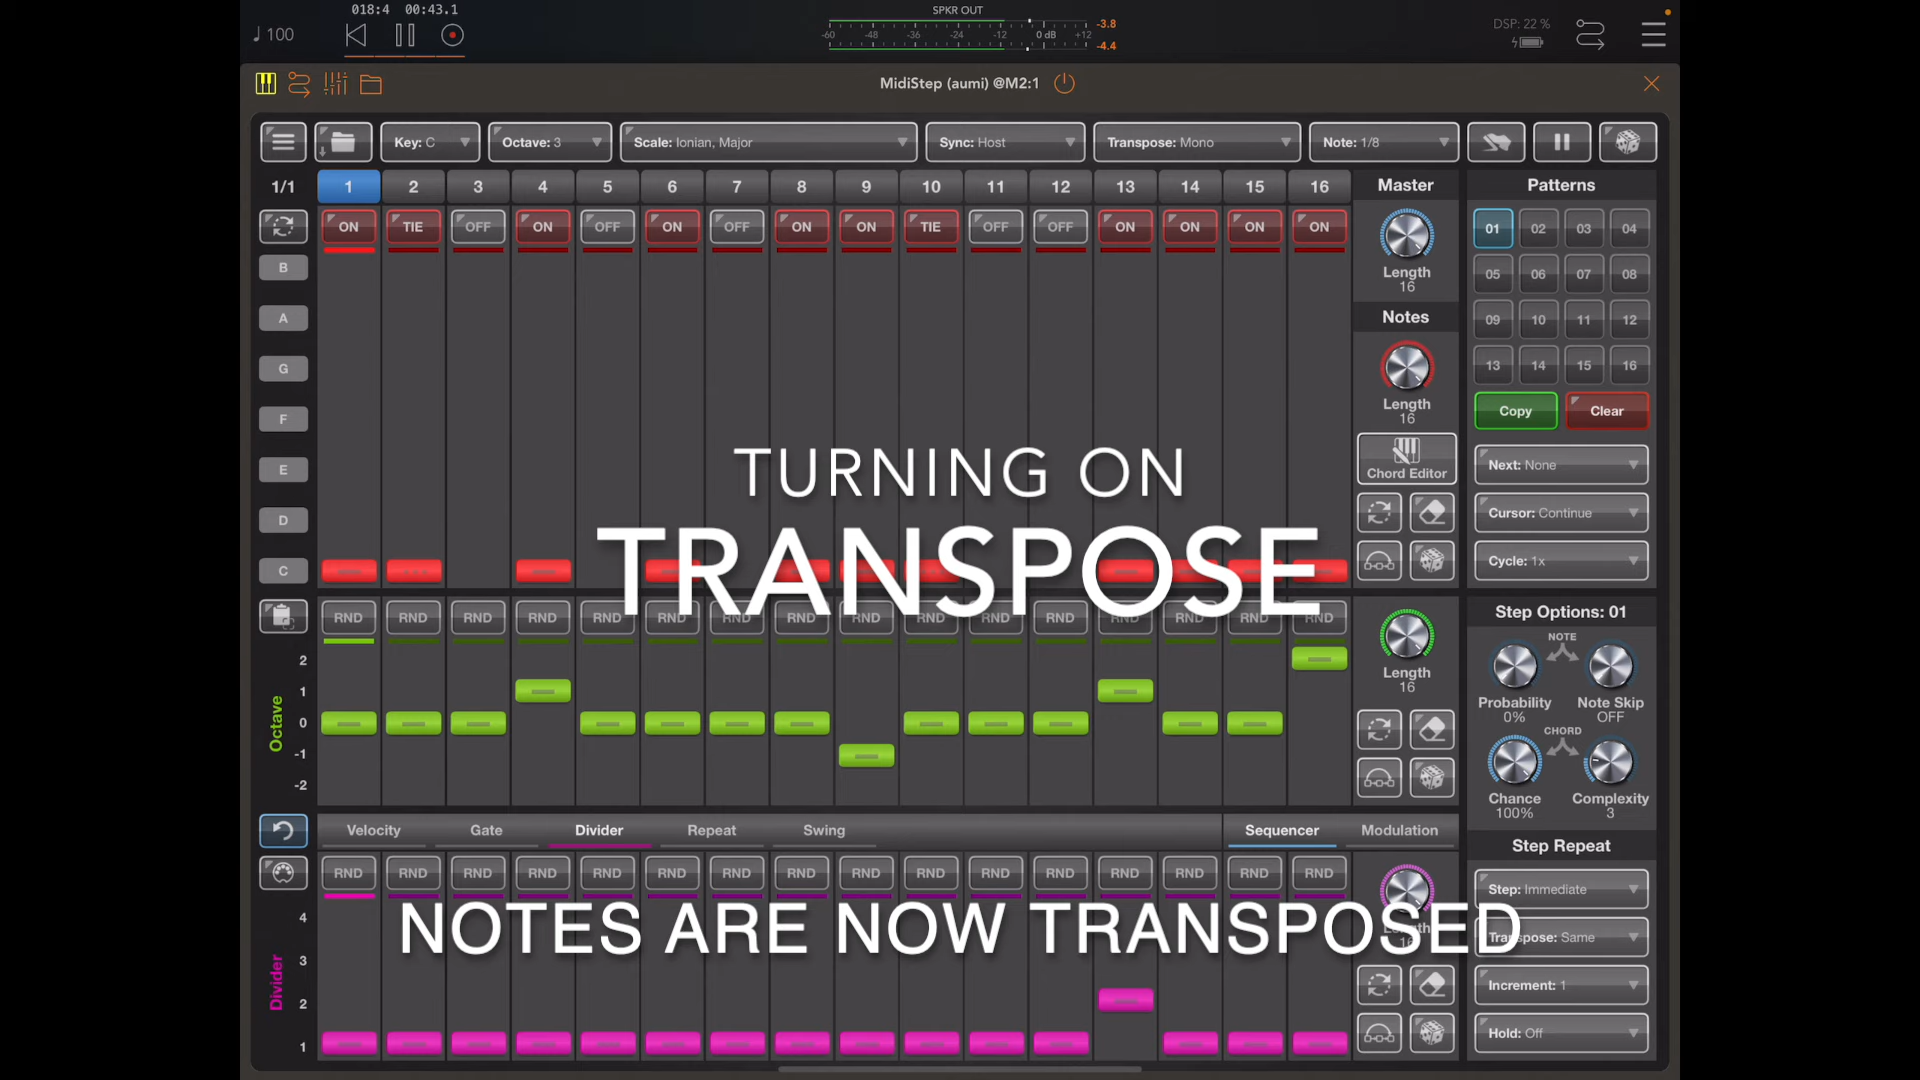 018:4 00:43.1
SPKR OUT
♩100
-60 -48 -36 -24 -12 0 dB +12
-3.8
-4.4
DSP: 22 %
MidiStep (aumi) @M2:1
Key: C
Octave: 3
Scale: Ionian, Major
Sync: Host
Transpose: Mono
Note: 1/8
1/1 1 2 3 4 5 6 7 8 9 10 11 12 13 14 15 16
ON TIE OFF ON OFF ON OFF ON ON TIE OFF OFF ON ON ON ON
B
A
G
F
E
D
C
Master
Length
16
Notes
Length
16
Chord Editor
Patterns
01 02 03 04
05 06 07 08
09 10 11 12
13 14 15 16
Copy Clear
Next: None
Cursor: Continue
Cycle: 1x
TURNING ON
TRANSPOSE
RND RND RND RND RND RND RND RND RND RND RND RND RND RND RND RND
Octave
2
1
0
-1
-2
Length
16
Step Options: 01
NOTE
Probability
0%
Note Skip
OFF
CHORD
Chance
100%
Complexity
3
Velocity Gate Divider Repeat Swing Sequencer Modulation
RND RND RND RND RND RND RND RND RND RND RND RND RND RND RND RND
Divider
4
3
2
1
NOTES ARE NOW TRANSPOSED
Step Repeat
Step: Immediate
Transpose: Same
Increment: 1
Hold: Off